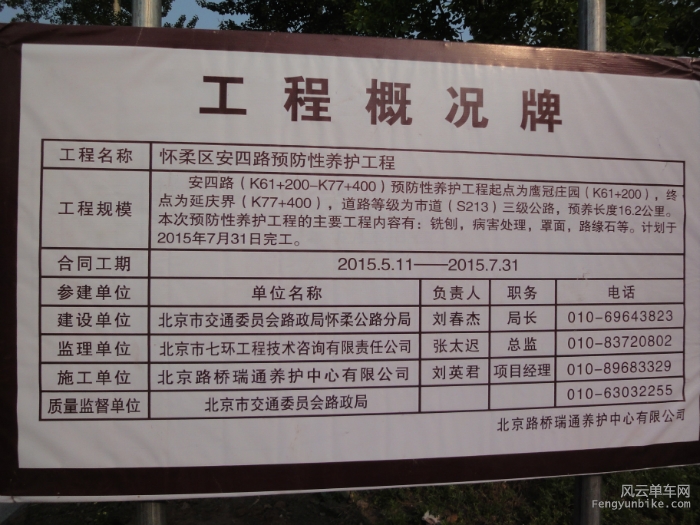 工程概况牌
工程名称 怀柔区安四路预防性养护工程
工程规模 安四路（K61+200-K77+400）预防性养护工程起点为鹰冠庄园（K61+200），终
点为延庆界（K77+400），道路等级为市道（S213）三级公路，预养长度16.2公里。
本次预防性养护工程的主要工程内容有：铣刨，病害处理，罩面，路缘石等。计划于
2015年7月31日完工。
合同工期 2015.5.11——2015.7.31
参建单位 单位名称 负责人 职务 电话
建设单位 北京市交通委员会路政局怀柔公路分局 刘春杰 局长 010-69643823
监理单位 北京市七环工程技术咨询有限责任公司 张太迟 总监 010-83720802
施工单位 北京路桥瑞通养护中心有限公司 刘英君 项目经理 010-89683329
质量监督单位 北京市交通委员会路政局 010-63032255
北京路桥瑞通养护中心有限公司
风云单车网
Fengyunbike.com